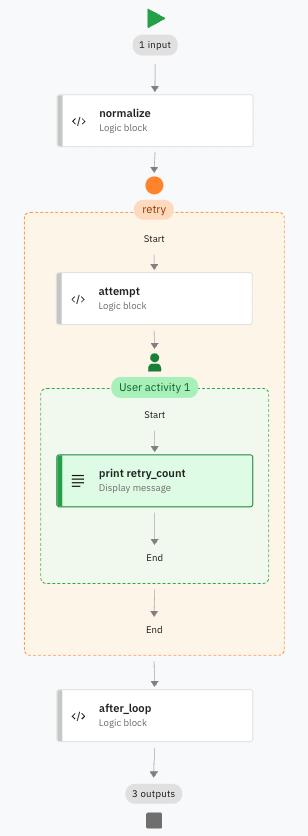 1 input
normalize
Logic block
retry
Start
attempt
Logic block
User activity 1
Start
print retry_count
Display message
End
End
after_loop
Logic block
3 outputs